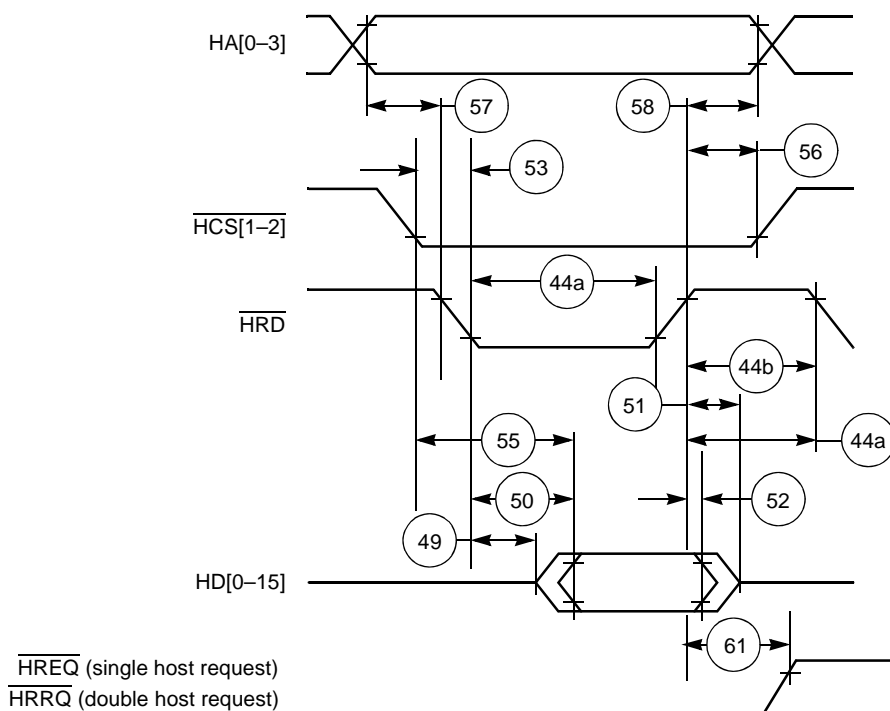 HA[0–3]
57
58
53
56
HCS[1–2]
44a
HRD
44b
51
55
44a
50
52
49
HD[0–15]
61
HREQ (single host request)
HRRQ (double host request)